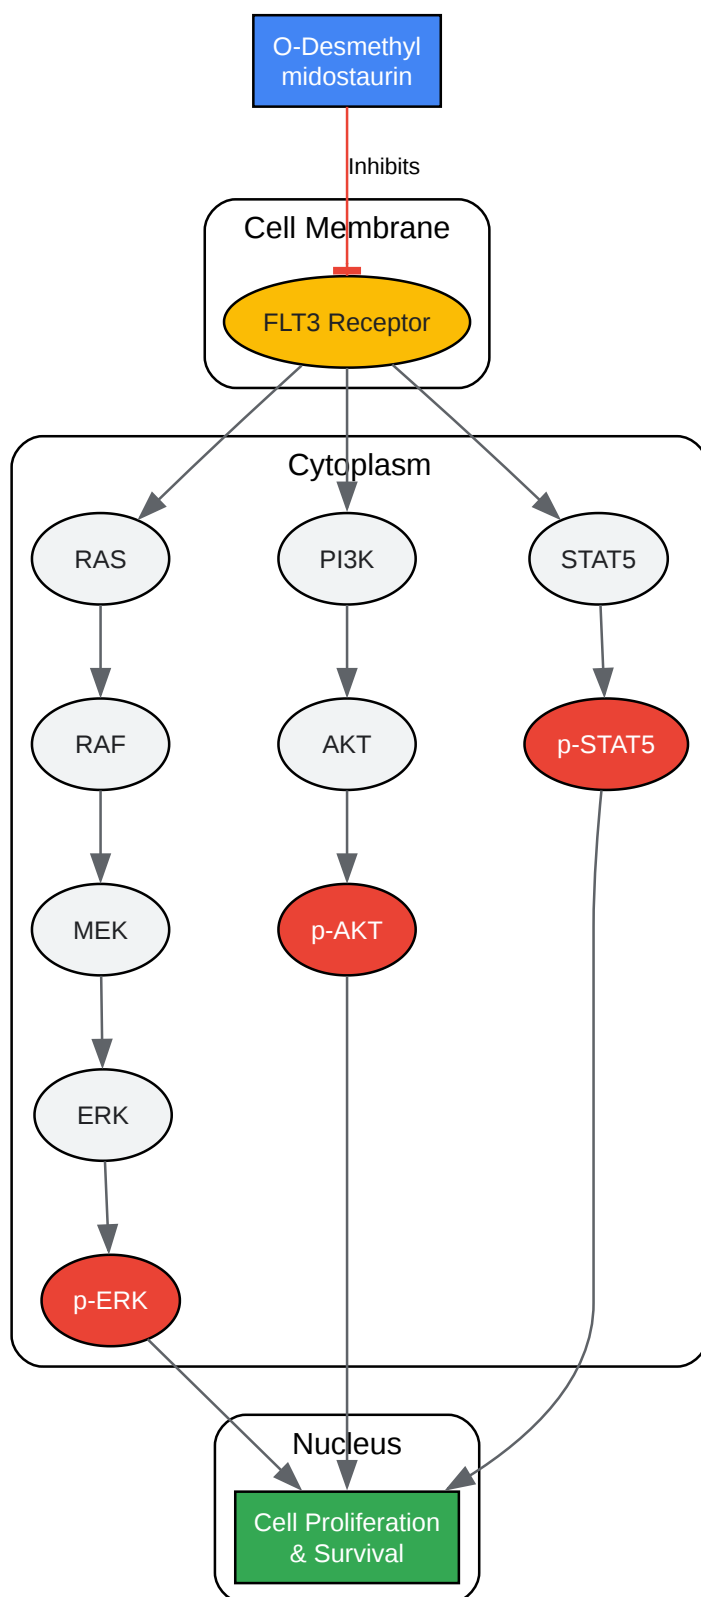 O-Desmethyl
midostaurin
Inhibits
Cell Membrane
FLT3 Receptor
Cytoplasm
RAS
PI3K
STAT5
RAF
AKT
p-STAT5
MEK
p-AKT
ERK
p-ERK
Nucleus
Cell Proliferation
& Survival